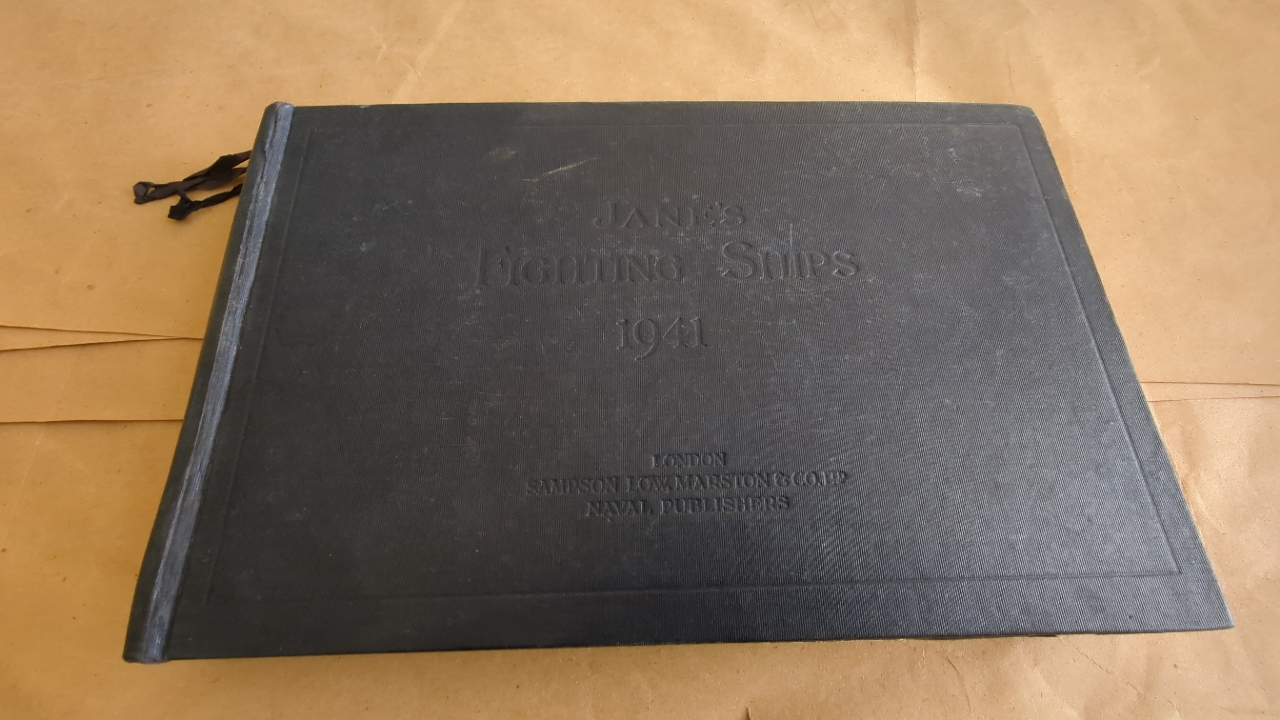 JANE'S
FIGHTING SHIPS
1941
LONDON
SAMPSON LOW, MARSTON & CO. LTD
NAVAL PUBLISHERS